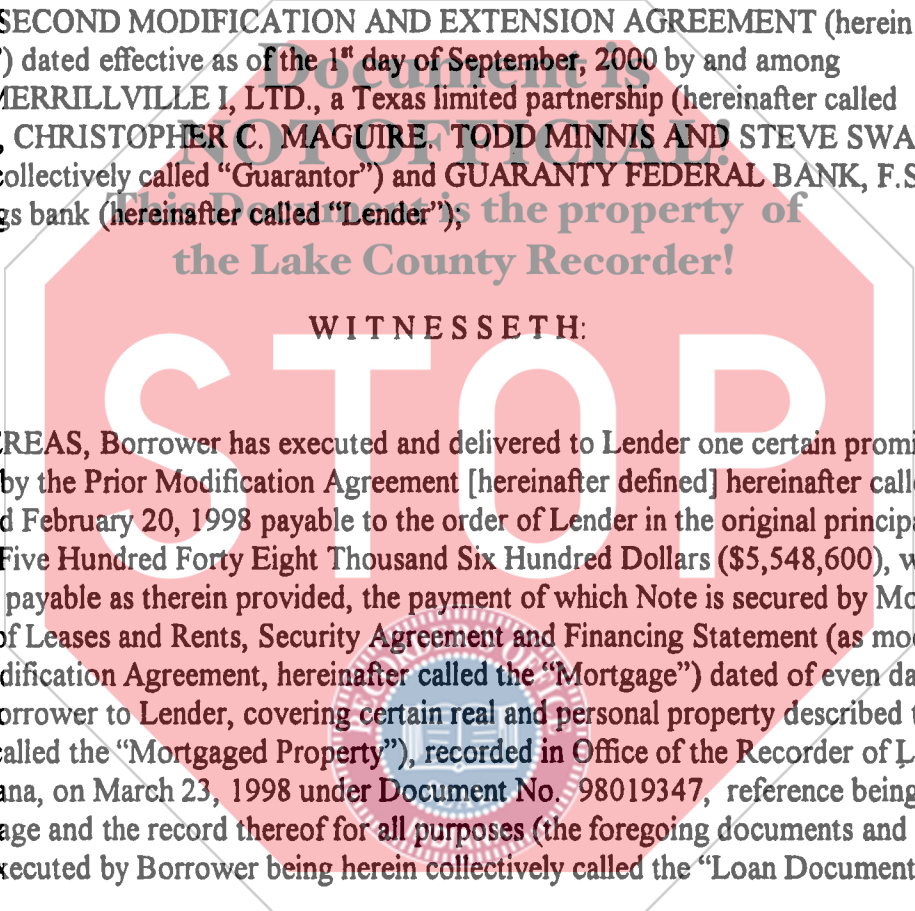 SECOND MODIFICATION AND EXTENSION AGREEMENT (herein
") dated effective as of the 1st day of September, 2000 by and among
MERRILLVILLE I, LTD., a Texas limited partnership (hereinafter called
, CHRISTOPHER C. MAGUIRE. TODD MINNIS AND STEVE SWA
collectively called “Guarantor”) and GUARANTY FEDERAL BANK, F.S
gs bank (hereinafter called “Lender”);
Document is
NOT OFFICIAL!
This Document is the property of
the Lake County Recorder!
WITNESSETH:
STOP
EREAS, Borrower has executed and delivered to Lender one certain promi
by the Prior Modification Agreement [hereinafter defined] hereinafter call
d February 20, 1998 payable to the order of Lender in the original principa
Five Hundred Forty Eight Thousand Six Hundred Dollars ($5,548,600), w
payable as therein provided, the payment of which Note is secured by Mo
of Leases and Rents, Security Agreement and Financing Statement (as mo
dification Agreement, hereinafter called the “Mortgage”) dated of even da
orrower to Lender, covering certain real and personal property described t
called the “Mortgaged Property”), recorded in Office of the Recorder of L
ana, on March 23, 1998 under Document No. 98019347, reference being
age and the record thereof for all purposes (the foregoing documents and
xecuted by Borrower being herein collectively called the “Loan Document